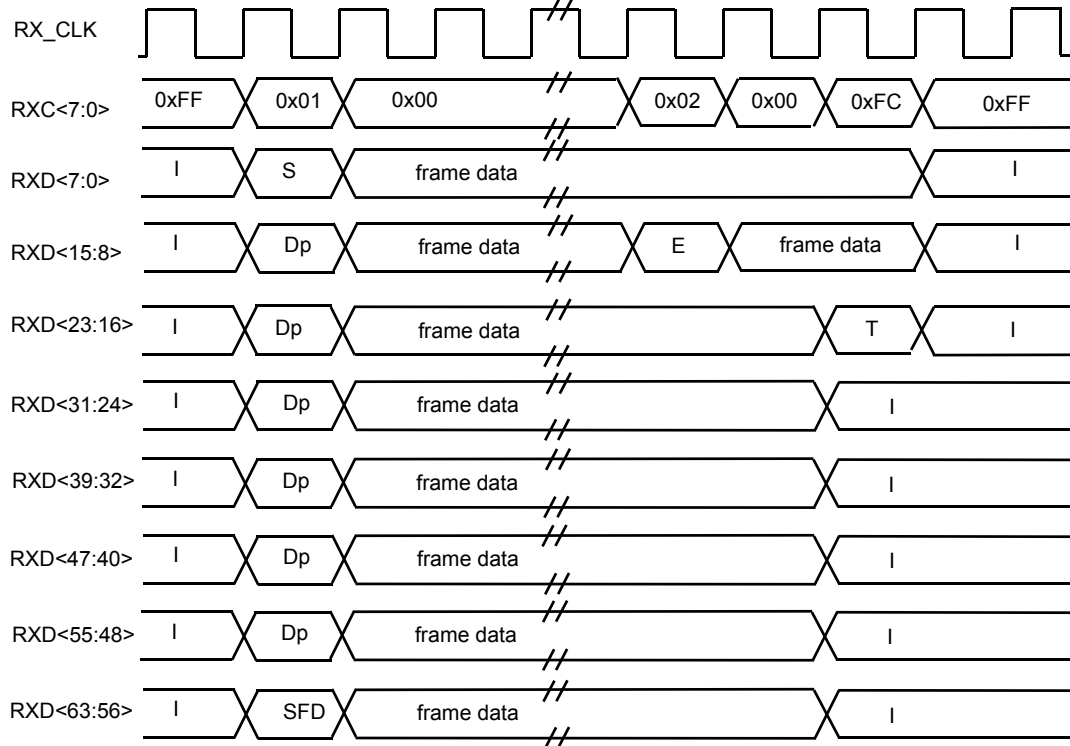 RX_CLK
RXC<7:0> 0xFF 0x01 0x00 0x02 0x00 0xFC 0xFF
RXD<7:0> I S frame data I
RXD<15:8> I Dp frame data E frame data I
RXD<23:16> I Dp frame data T I
RXD<31:24> I Dp frame data I
RXD<39:32> I Dp frame data I
RXD<47:40> I Dp frame data I
RXD<55:48> I Dp frame data I
RXD<63:56> I SFD frame data I